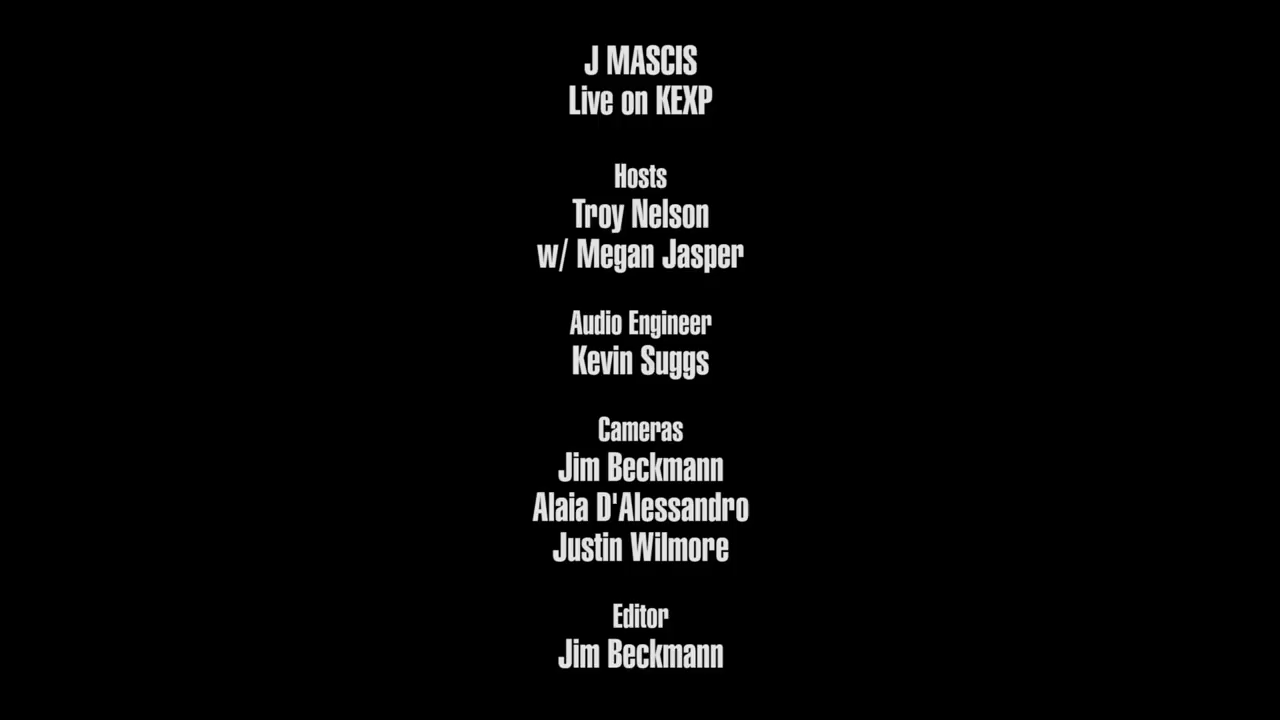 J MASCIS
Live on KEXP
Hosts
Troy Nelson
w/ Megan Jasper
Audio Engineer
Kevin Suggs
Cameras
Jim Beckmann
Alaia D'Alessandro
Justin Wilmore
Editor
Jim Beckmann